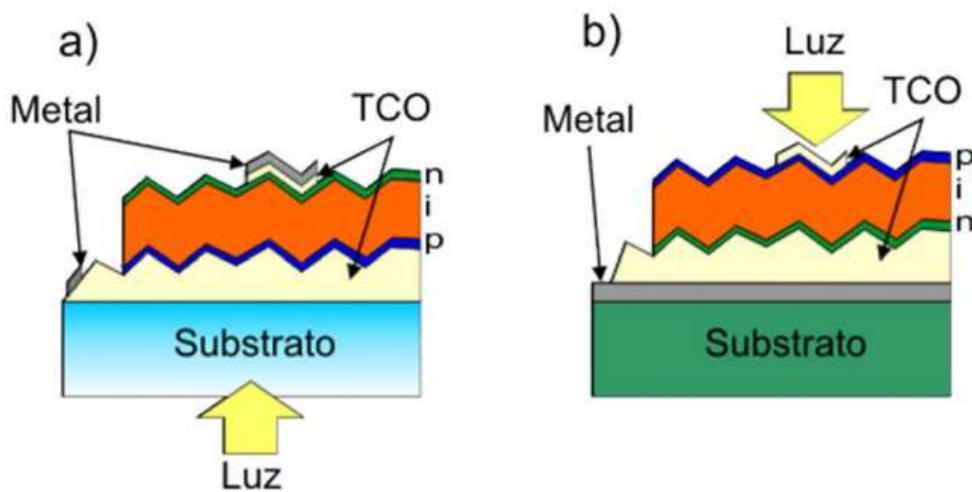 a)
Metal
TCO
n
i
p
Substrato
Luz
b)
Luz
Metal
TCO
p
i
n
Substrato